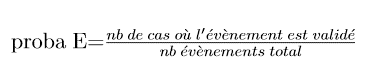 proba E=
nb de cas où l'évènement est validé
nb évènements total